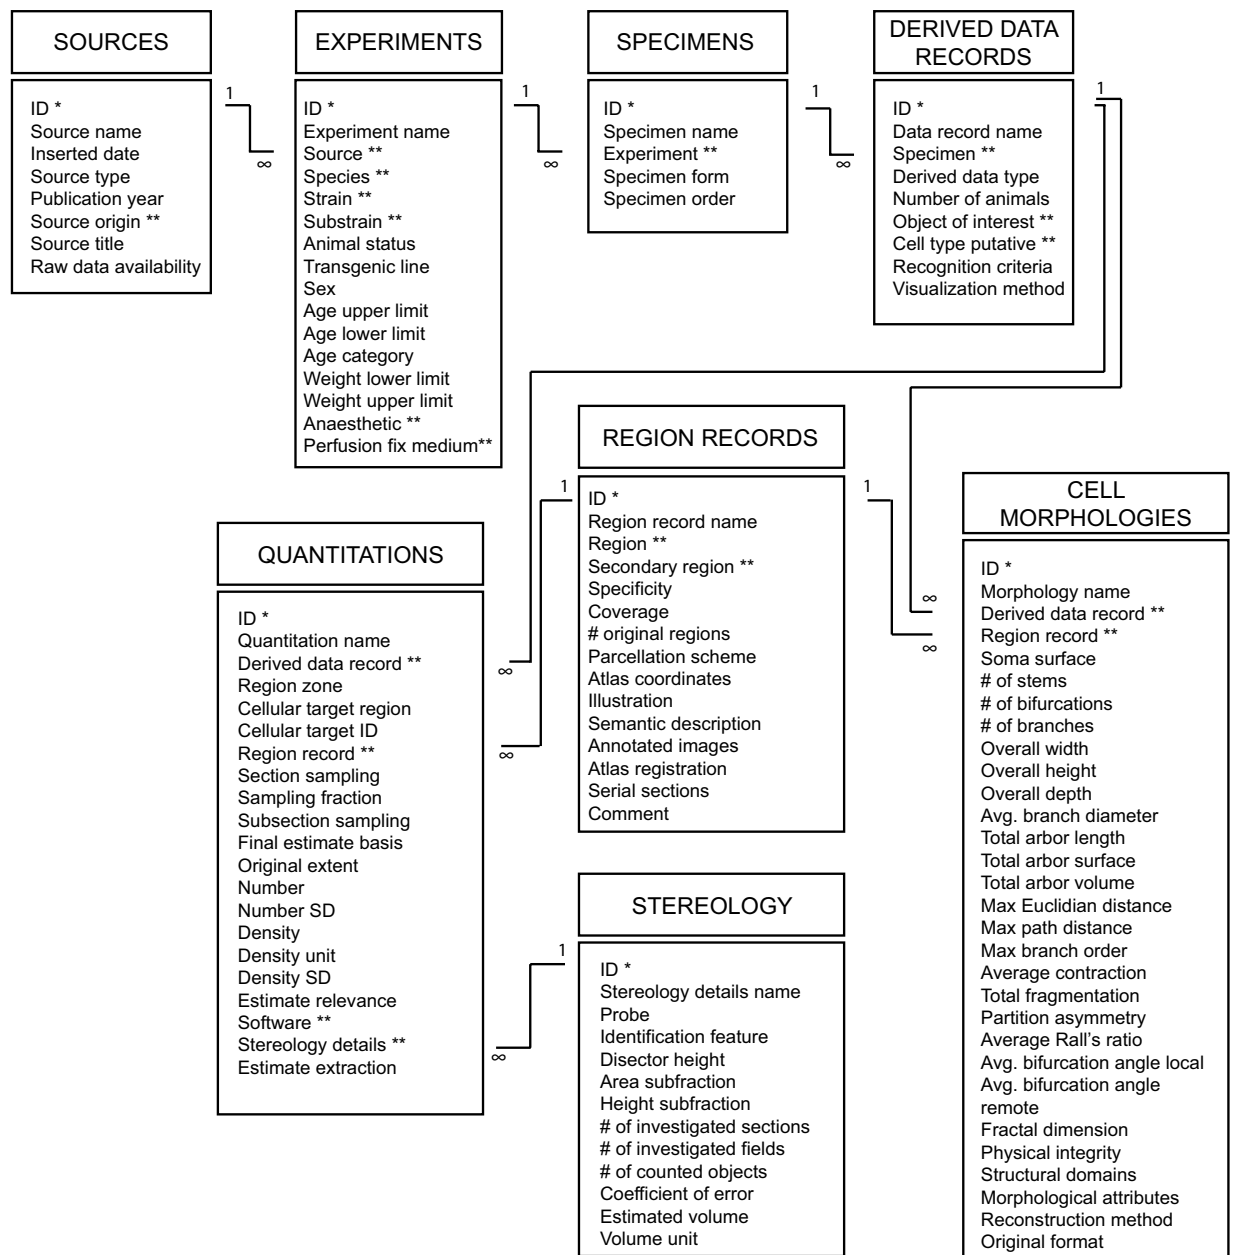 SOURCES
ID *
Source name
Inserted date
Source type
Publication year
Source origin **
Source title
Raw data availability
1
∞
EXPERIMENTS
ID *
Experiment name
Source **
Species **
Strain **
Substrain **
Animal status
Transgenic line
Sex
Age upper limit
Age lower limit
Age category
Weight lower limit
Weight upper limit
Anaesthetic **
Perfusion fix medium**
1
∞
SPECIMENS
ID *
Specimen name
Experiment **
Specimen form
Specimen order
1
∞
DERIVED DATA
RECORDS
ID *
Data record name
Specimen **
Derived data type
Number of animals
Object of interest **
Cell type putative **
Recognition criteria
Visualization method
1
REGION RECORDS
ID *
Region record name
Region **
Secondary region **
Specificity
Coverage
# original regions
Parcellation scheme
Atlas coordinates
Illustration
Semantic description
Annotated images
Atlas registration
Serial sections
Comment
1
1
QUANTITATIONS
ID *
Quantitation name
Derived data record **
Region zone
Cellular target region
Cellular target ID
Region record **
Section sampling
Sampling fraction
Subsection sampling
Final estimate basis
Original extent
Number
Number SD
Density
Density unit
Density SD
Estimate relevance
Software **
Stereology details **
Estimate extraction
∞
∞
∞
STEREOLOGY
1
ID *
Stereology details name
Probe
Identification feature
Disector height
Area subfraction
Height subfraction
# of investigated sections
# of investigated fields
# of counted objects
Coefficient of error
Estimated volume
Volume unit
CELL
MORPHOLOGIES
ID *
Morphology name
Derived data record **
Region record **
Soma surface
# of stems
# of bifurcations
# of branches
Overall width
Overall height
Overall depth
Avg. branch diameter
Total arbor length
Total arbor surface
Total arbor volume
Max Euclidian distance
Max path distance
Max branch order
Average contraction
Total fragmentation
Partition asymmetry
Average Rall's ratio
Avg. bifurcation angle local
Avg. bifurcation angle
remote
Fractal dimension
Physical integrity
Structural domains
Morphological attributes
Reconstruction method
Original format
∞
∞